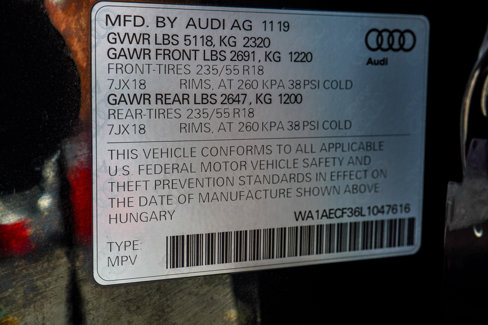 MFD. BY AUDI AG 11 19
GVWR LBS 5118, KG 2320
GAWR FRONT LBS 2691, KG 1220
FRONT-TIRES 235/55 R18
7JX18 RIMS, AT 260 KPA 38 PSI COLD
GAWR REAR LBS 2647, KG 1200
REAR-TIRES 235/55 R18
7JX18 RIMS, AT 260 KPA 38 PSI COLD
Audi
THIS VEHICLE CONFORMS TO ALL APPLICABLE
U.S. FEDERAL MOTOR VEHICLE SAFETY AND
THEFT PREVENTION STANDARDS IN EFFECT ON
THE DATE OF MANUFACTURE SHOWN ABOVE
HUNGARY WA1AECF36L1047616
TYPE:
MPV